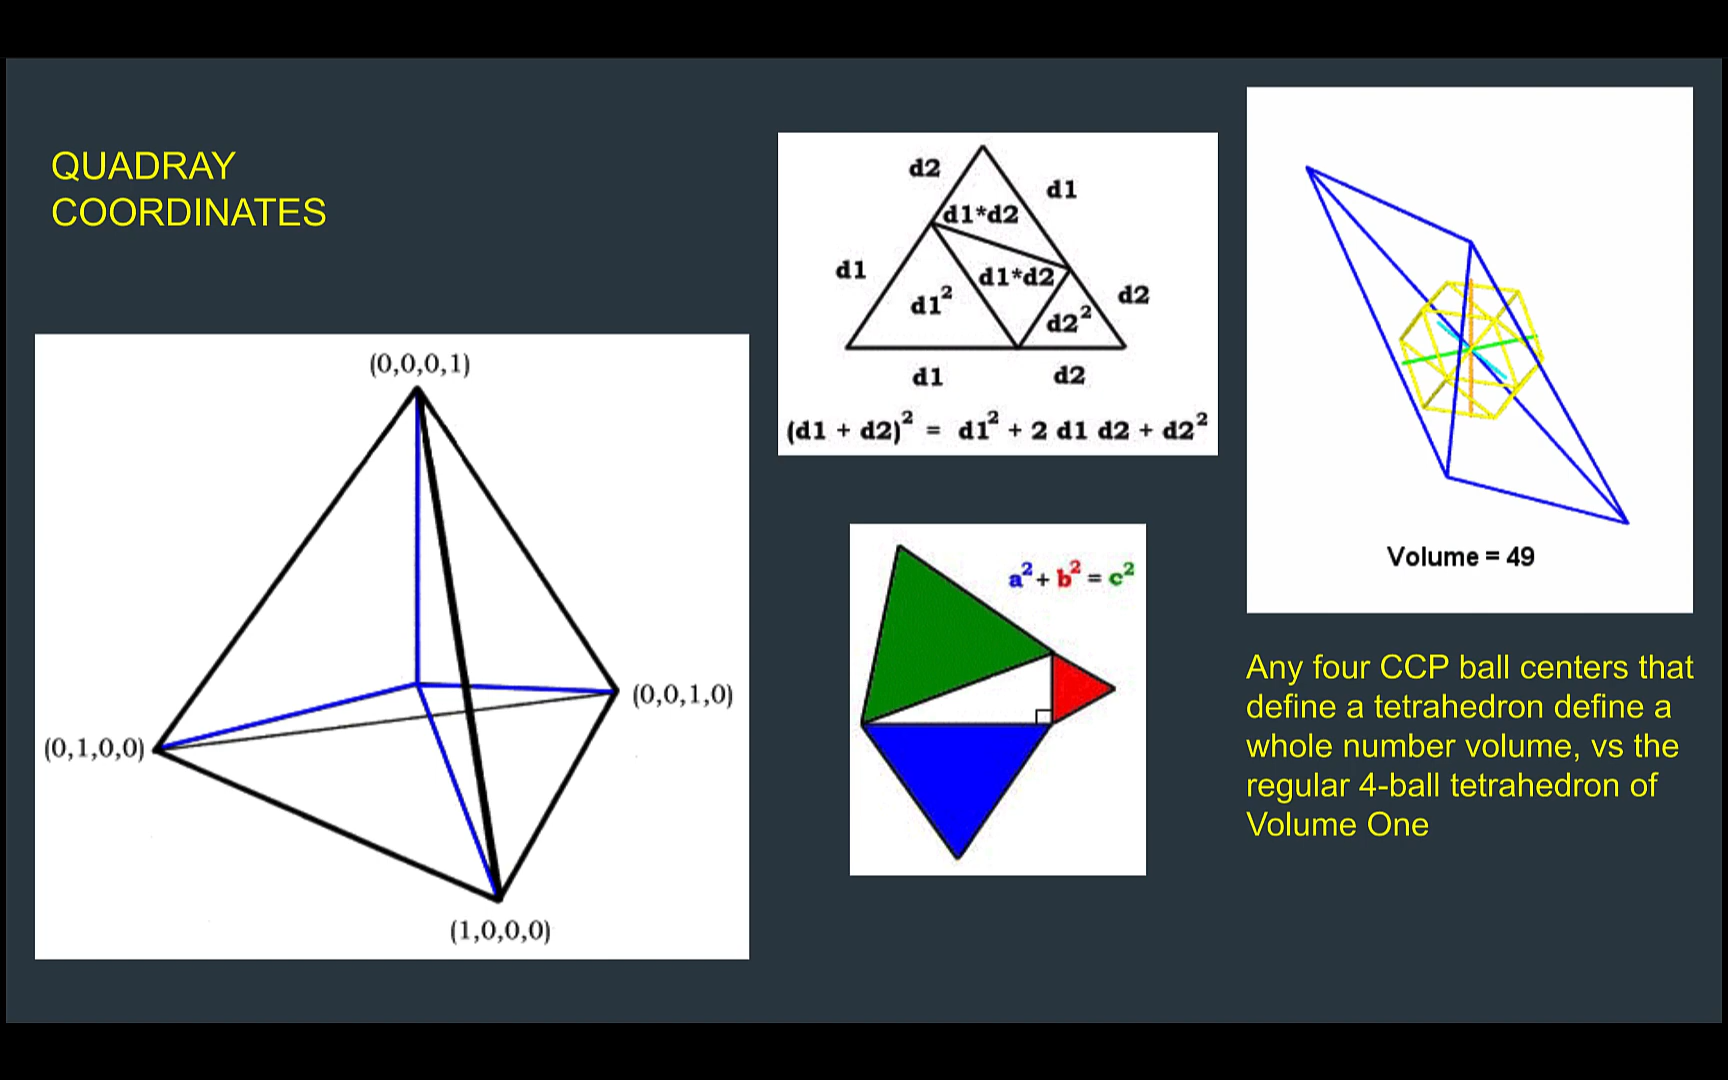 QUADRAY
COORDINATES
(0,0,0,1)
(0,0,1,0)
(0,1,0,0)
(1,0,0,0)
d2
d1
d1*d2
d1
d1*d2
d1²
d2
d2²
d1
d2
(d1 + d2)² = d1² + 2 d1 d2 + d2²
a² + b² = c²
Volume = 49
Any four CCP ball centers that
define a tetrahedron define a
whole number volume, vs the
regular 4-ball tetrahedron of
Volume One